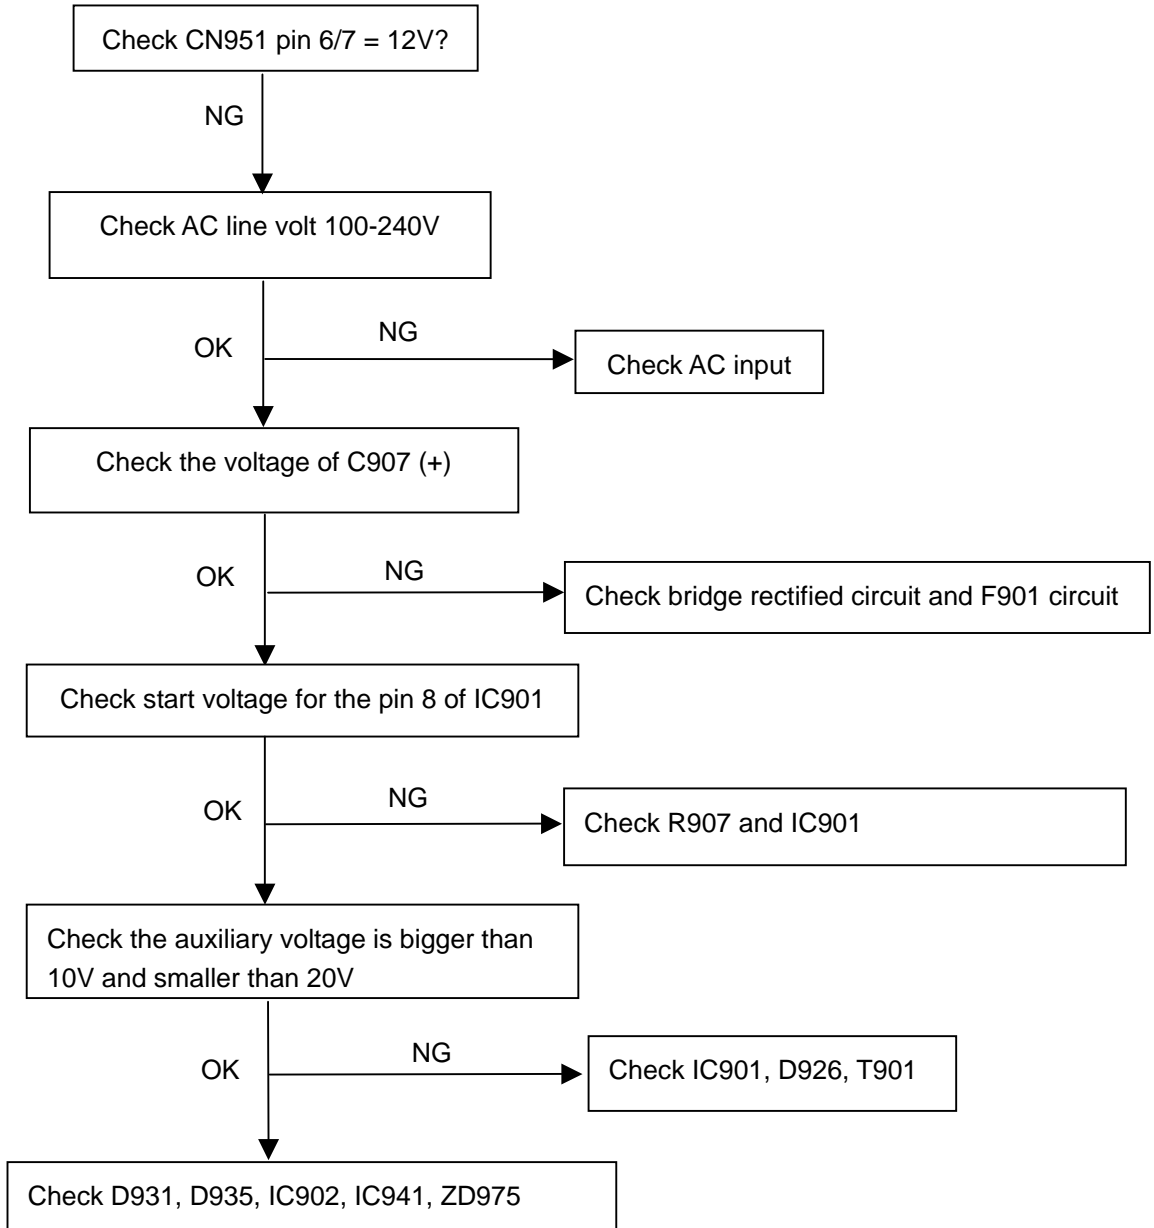 Check CN951 pin 6/7 = 12V?
NG
Check AC line volt 100-240V
OK
NG
Check AC input
Check the voltage of C907 (+)
OK
NG
Check bridge rectified circuit and F901 circuit
Check start voltage for the pin 8 of IC901
OK
NG
Check R907 and IC901
Check the auxiliary voltage is bigger than
10V and smaller than 20V
OK
NG
Check IC901, D926, T901
Check D931, D935, IC902, IC941, ZD975